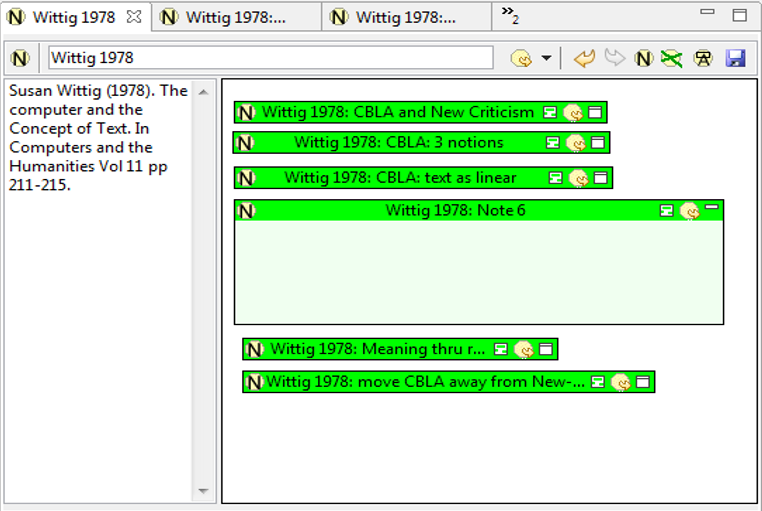 Wittig 1978
Wittig 1978:...
Wittig 1978:...
»2
N
Wittig 1978
N
Susan Wittig (1978). The
computer and the
Concept of Text. In
Computers and the
Humanities Vol 11 pp
211-215.
N Wittig 1978: CBLA and New Criticism
N Wittig 1978: CBLA: 3 notions
N Wittig 1978: CBLA: text as linear
N Wittig 1978: Note 6
N Wittig 1978: Meaning thru r...
N Wittig 1978: move CBLA away from New-...